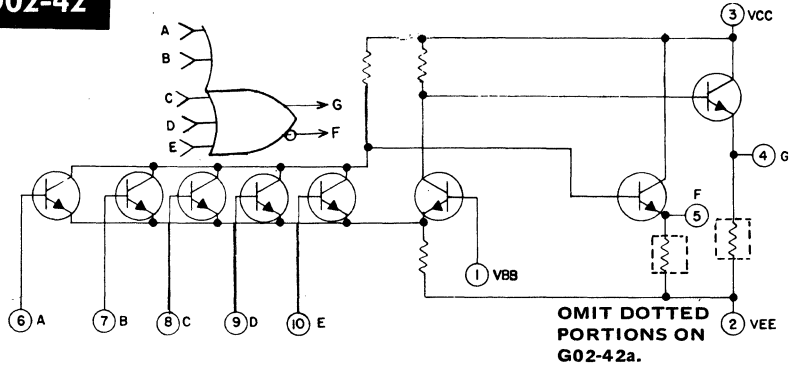 G02-42
3 VCC
A
B
C
D
E
G
F
4 G
F
5
1 VBB
6 A
7 B
8 C
9 D
10 E
OMIT DOTTED
PORTIONS ON
G02-42a.
2 VEE